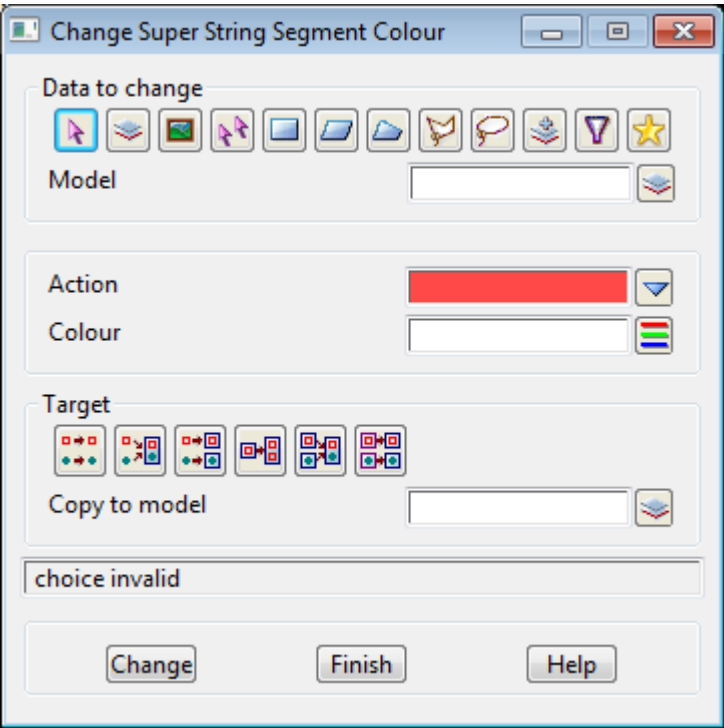 Change Super String Segment Colour
Data to change
Model
Action
Colour
Target
Copy to model
choice invalid
Change Finish Help